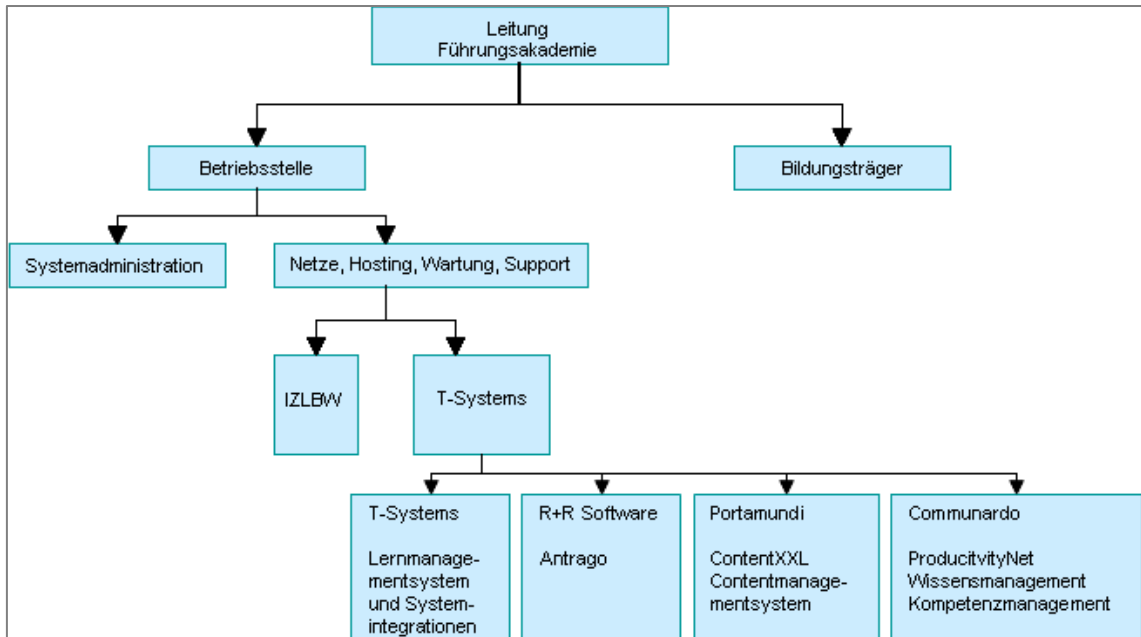 Leitung
Führungsakademie
Betriebsstelle
Bildungsträger
Systemadministration
Netze, Hosting, Wartung, Support
IZLBW
T-Systems
T-Systems
Lernmanage-
mentsystem
und System-
integrationen
R+R Software
Antrago
Portamundi
ContentXXL
Contentmanage-
mentsystem
Communardo
ProducitvityNet
Wissensmanagement
Kompetenzmanagement